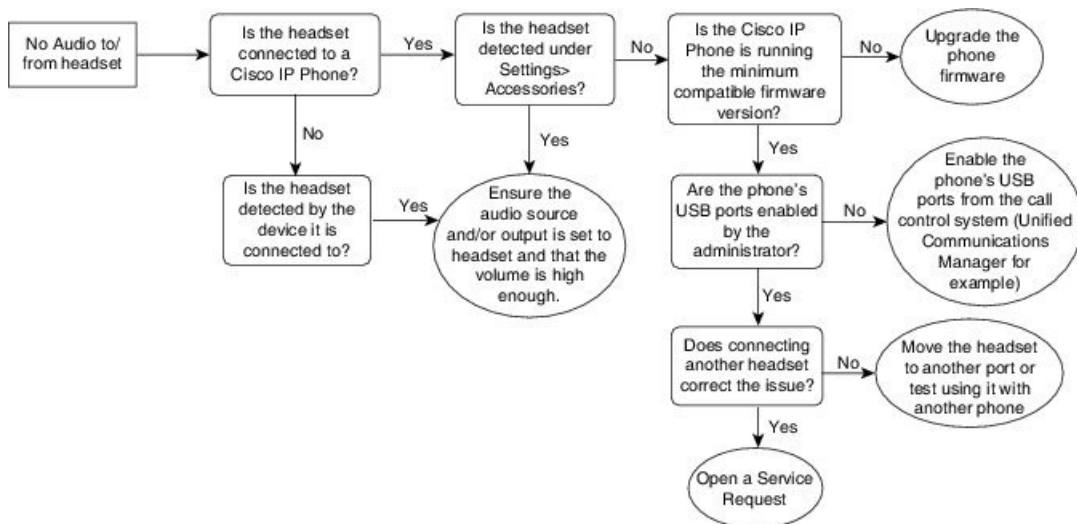 No Audio to/
from headset
Is the headset
connected to a
Cisco IP Phone?
Yes
Is the headset
detected under
Settings>
Accessories?
No
Is the Cisco IP
Phone is running
the minimum
compatible firmware
version?
No
Upgrade the
phone
firmware
No
Yes
Yes
Is the headset
detected by the
device it is
connected to?
Yes
Ensure the
audio source
and/or output is set to
headset and that the
volume is high
enough.
Are the phone's
USB ports enabled
by the
administrator?
No
Enable the
phone's USB
ports from the call
control system (Unified
Communications
Manager for
example)
Yes
Does connecting
another headset
correct the issue?
No
Move the headset
to another port or
test using it with
another phone
Yes
Open a Service
Request